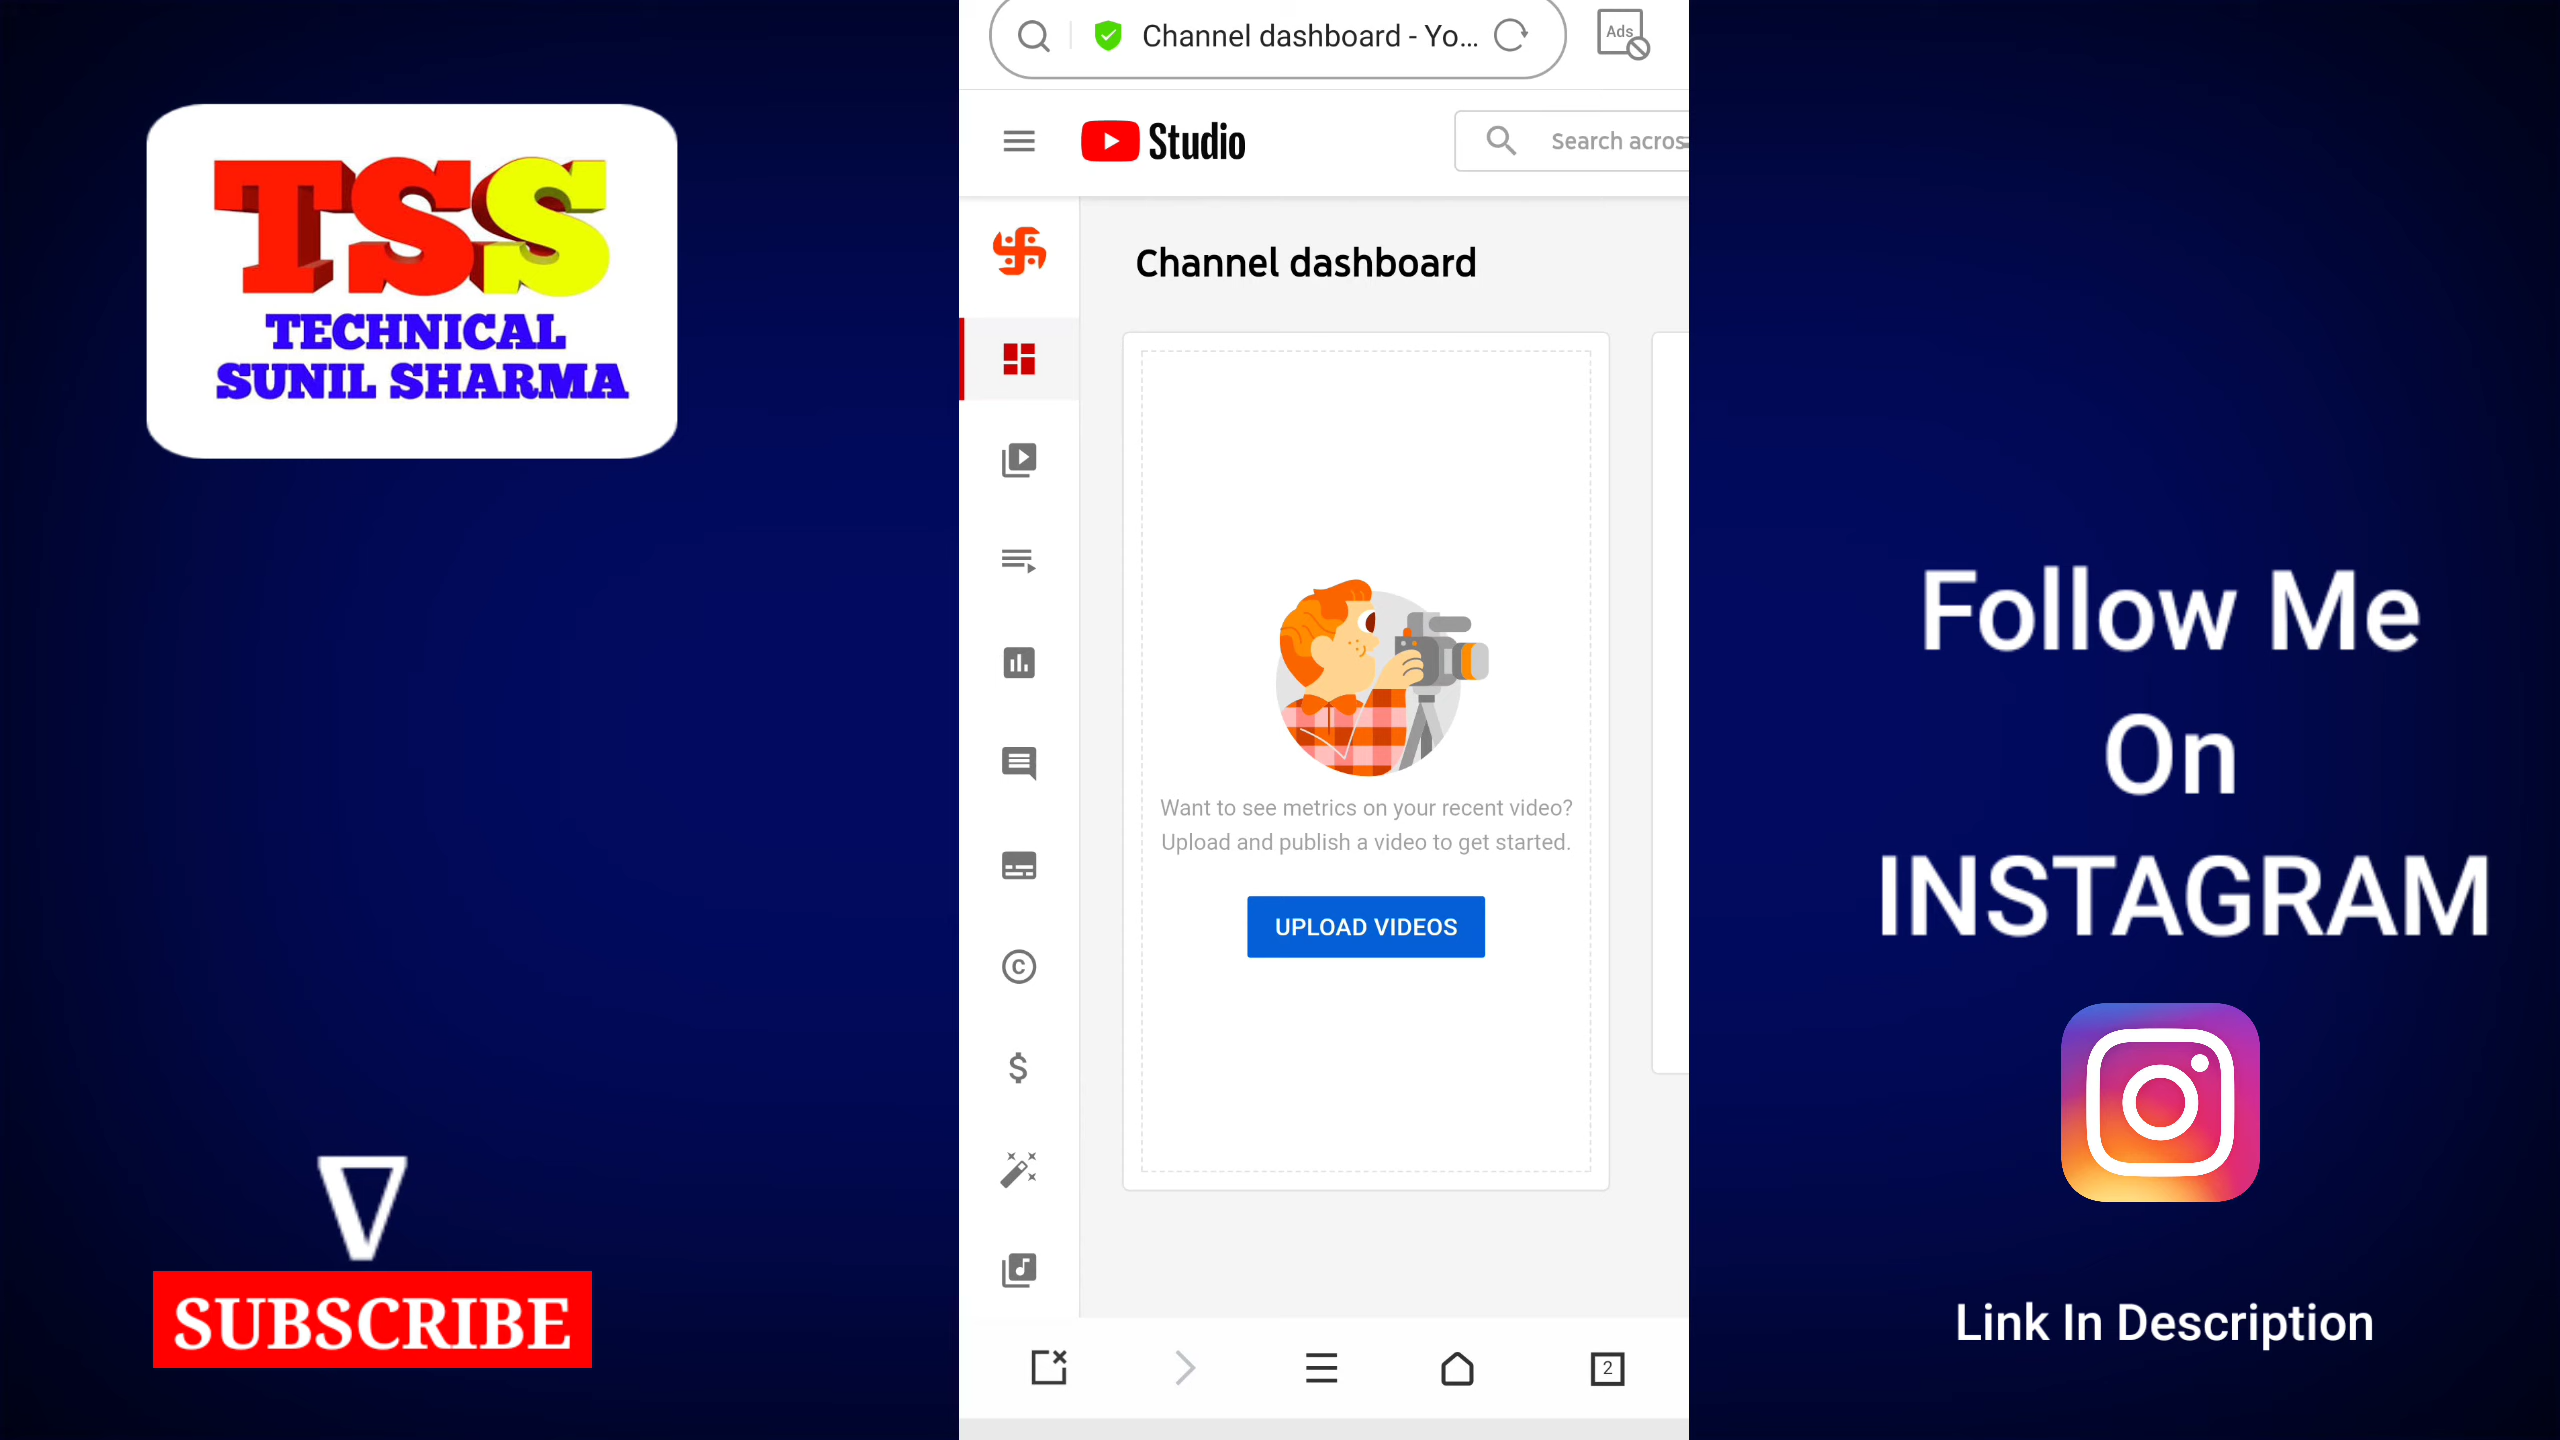 TSS
TECHNICAL
SUNIL SHARMA
SUBSCRIBE
Channel dashboard - Yo...
Ads
Studio
Search acros
Channel dashboard
Want to see metrics on your recent video?
Upload and publish a video to get started.
UPLOAD VIDEOS
2
Follow Me
On
INSTAGRAM
Link In Description